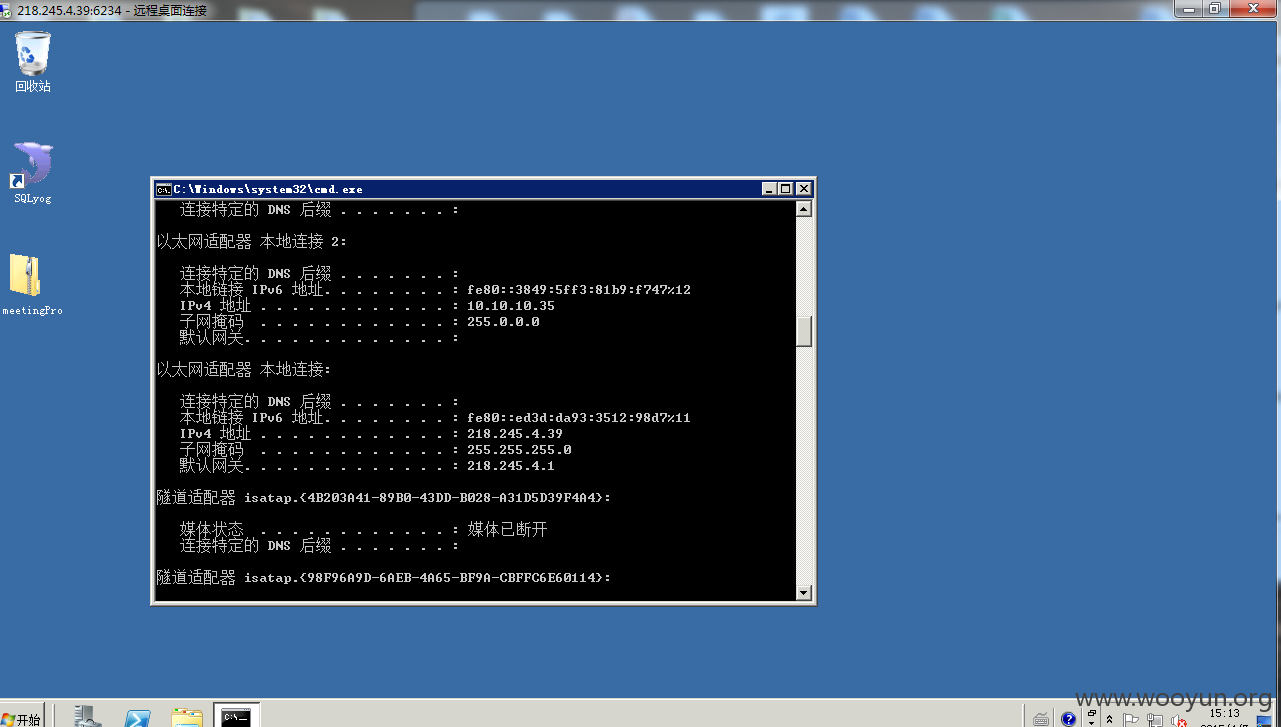 218.245.4.39:6234 - 远程桌面连接
回收站
SQLyog
meetingPro
C:\Windows\system32\cmd.exe
连接特定的 DNS 后缀 . . . . . . . :
以太网适配器 本地连接 2:
连接特定的 DNS 后缀 . . . . . . . :
本地链接 IPv6 地址. . . . . . . . : fe80::3849:5ff3:81b9:f747%12
IPv4 地址 . . . . . . . . . . . . : 10.10.10.35
子网掩码 . . . . . . . . . . . . : 255.0.0.0
默认网关. . . . . . . . . . . . . :
以太网适配器 本地连接:
连接特定的 DNS 后缀 . . . . . . . :
本地链接 IPv6 地址. . . . . . . . : fe80::ed3d:da93:3512:98d7%11
IPv4 地址 . . . . . . . . . . . . : 218.245.4.39
子网掩码 . . . . . . . . . . . . : 255.255.255.0
默认网关. . . . . . . . . . . . . : 218.245.4.1
隧道适配器 isatap.{4B203A41-89B0-43DD-B028-A31D5D39F4A4}:
媒体状态 . . . . . . . . . . . . : 媒体已断开
连接特定的 DNS 后缀 . . . . . . . :
隧道适配器 isatap.{98F96A9D-6AEB-4A65-BF9A-CBFFC6E60114}:
www.wooyun.org
开始
15:13